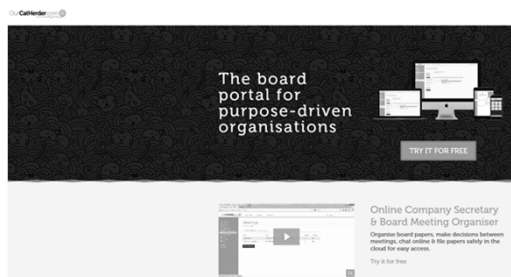 OurCatHerder.com
The board
portal for
purpose-driven
organisations
TRY IT FOR FREE
Online Company Secretary
& Board Meeting Organiser
Organise board papers, make decisions between
meetings, chat online & file papers safely in the
cloud for easy access.
Try it for free